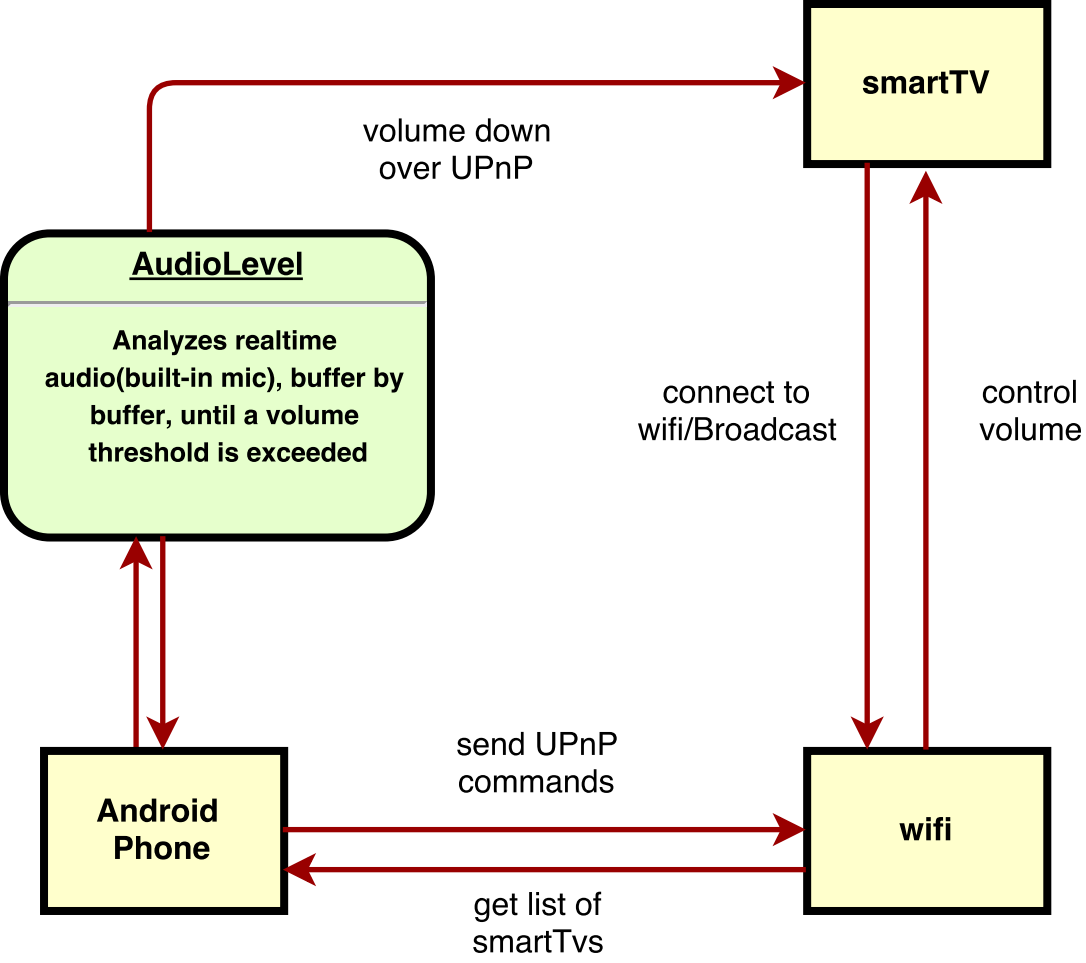 smartTV
volume down
over UPnP
AudioLevel
Analyzes realtime
audio(built-in mic), buffer by
buffer, until a volume
threshold is exceeded
connect to
wifi/Broadcast
control
volume
send UPnP
commands
Android
Phone
wifi
get list of
smartTvs